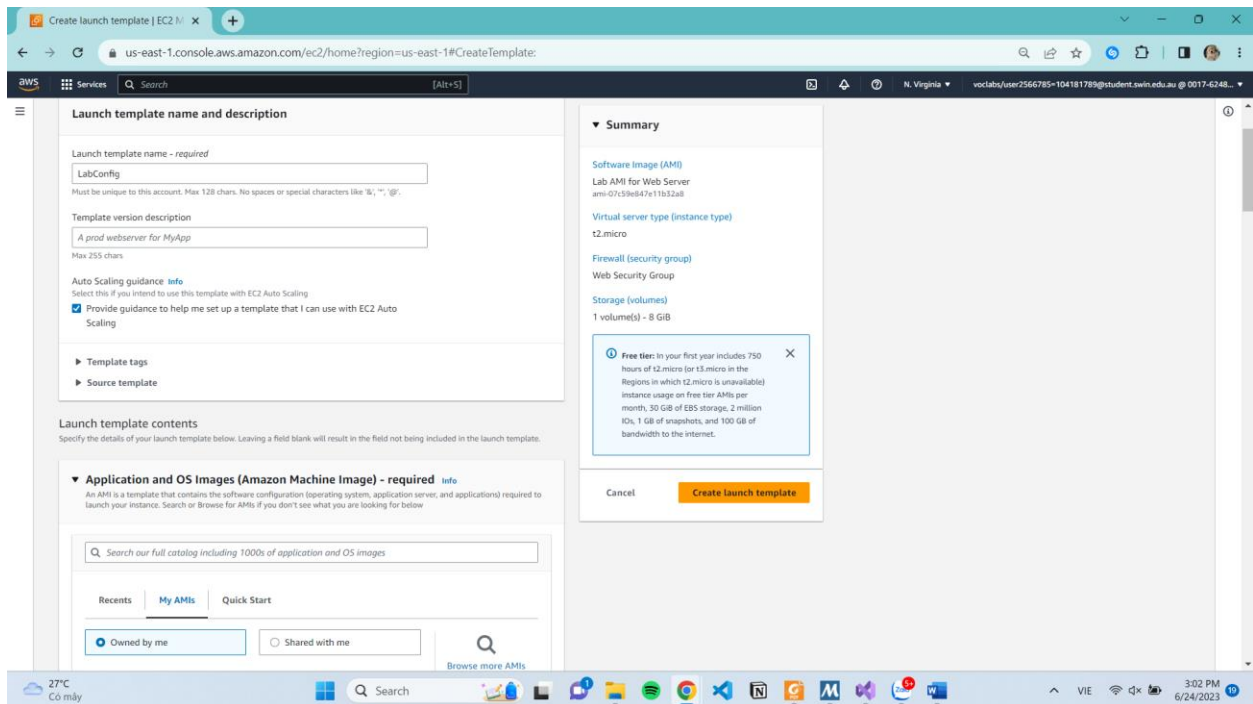 Create launch template | EC2 M
us-east-1.console.aws.amazon.com/ec2/home?region=us-east-1#CreateTemplate:
aws
Services
Search
[Alt+S]
N. Virginia
voclabs/user2566785=104181789@student.swin.edu.au @ 0017-6248...
Launch template name and description
Launch template name - required
LabConfig
Must be unique to this account. Max 128 chars. No spaces or special characters like '&', '*', '@'.
Template version description
A prod webserver for MyApp
Max 255 chars
Auto Scaling guidance Info
Select this if you intend to use this template with EC2 Auto Scaling
Provide guidance to help me set up a template that I can use with EC2 Auto
Scaling
Template tags
Source template
Launch template contents
Specify the details of your launch template below. Leaving a field blank will result in the field not being included in the launch template.
Application and OS Images (Amazon Machine Image) - required Info
An AMI is a template that contains the software configuration (operating system, application server, and applications) required to
launch your instance. Search or Browse for AMIs if you don't see what you are looking for below
Search our full catalog including 1000s of application and OS images
Recents
My AMIs
Quick Start
Owned by me
Shared with me
Browse more AMIs
Summary
Software Image (AMI)
Lab AMI for Web Server
ami-07c59e847e11b32a8
Virtual server type (instance type)
t2.micro
Firewall (security group)
Web Security Group
Storage (volumes)
1 volume(s) - 8 GiB
Free tier: In your first year includes 750
hours of t2.micro (or t3.micro in the
Regions in which t2.micro is unavailable)
instance usage on free tier AMIs per
month, 30 GiB of EBS storage, 2 million
IOs, 1 GB of snapshots, and 100 GB of
bandwidth to the internet.
Cancel
Create launch template
27°C
Có mây
Search
VIE
3:02 PM
6/24/2023
19